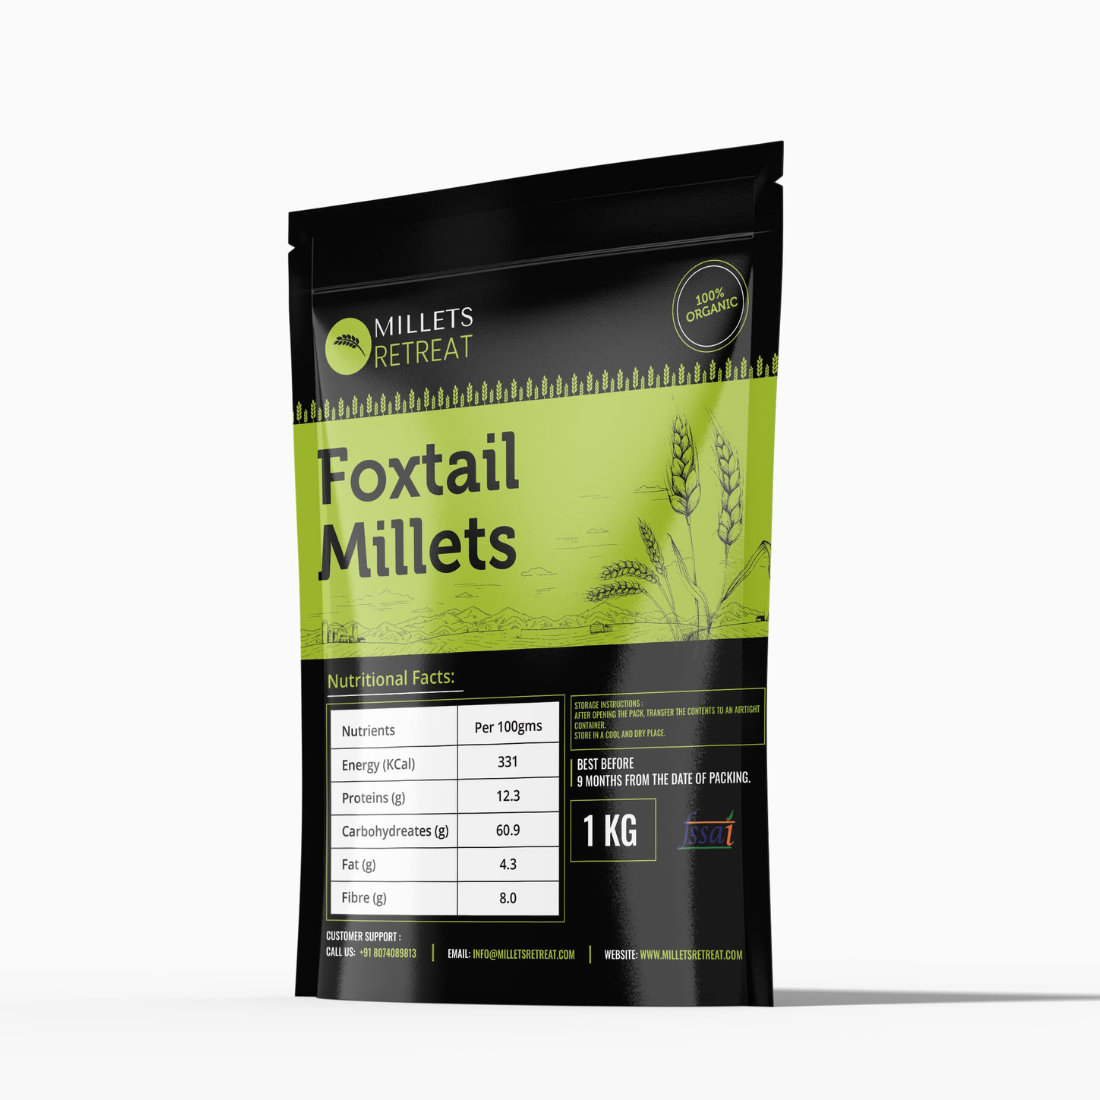 MILLETS
RETREAT
100%
ORGANIC
Foxtail
Millets
Nutritional Facts:
Nutrients Per 100gms
Energy (KCal) 331
Proteins (g) 12.3
Carbohydreates (g) 60.9
Fat (g) 4.3
Fibre (g) 8.0
STORAGE INSTRUCTIONS :
AFTER OPENING THE PACK, TRANSFER THE CONTENTS TO AN AIRTIGHT
CONTAINER.
STORE IN A COOL AND DRY PLACE.
BEST BEFORE
9 MONTHS FROM THE DATE OF PACKING.
1 KG
fssai
CUSTOMER SUPPORT :
CALL US: +91 8074089813 | EMAIL: INFO@MILLETSRETREAT.COM | WEBSITE: WWW.MILLETSRETREAT.COM